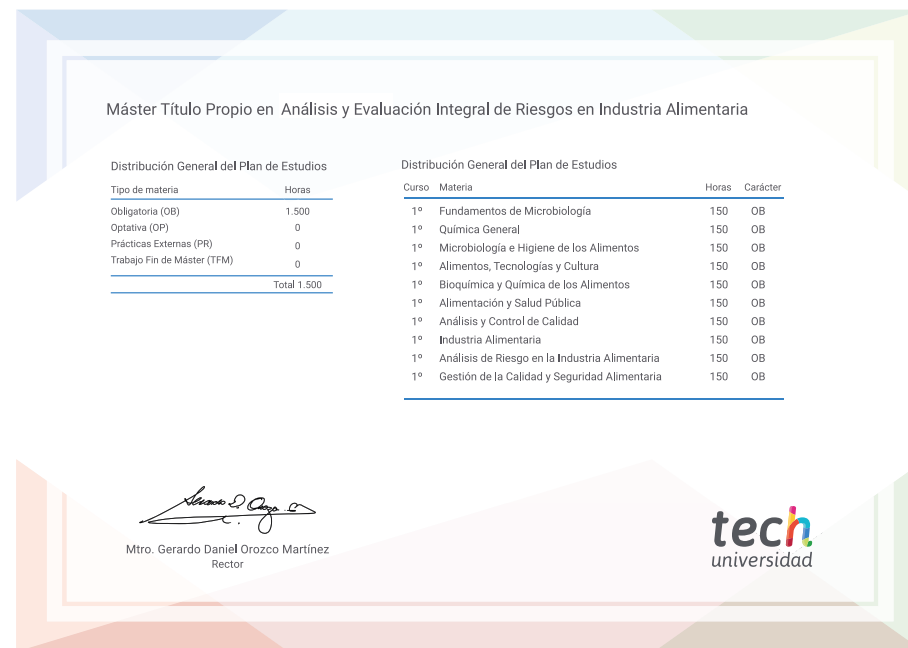 Máster Título Propio en Análisis y Evaluación Integral de Riesgos en Industria Alimentaria
Distribución General del Plan de Estudios
Tipo de materia Horas
Obligatoria (OB) 1.500
Optativa (OP) 0
Prácticas Externas (PR) 0
Trabajo Fin de Máster (TFM) 0
Total 1.500
Distribución General del Plan de Estudios
Curso Materia Horas Carácter
1º Fundamentos de Microbiología 150 OB
1º Química General 150 OB
1º Microbiología e Higiene de los Alimentos 150 OB
1º Alimentos, Tecnologías y Cultura 150 OB
1º Bioquímica y Química de los Alimentos 150 OB
1º Alimentación y Salud Pública 150 OB
1º Análisis y Control de Calidad 150 OB
1º Industria Alimentaria 150 OB
1º Análisis de Riesgo en la Industria Alimentaria 150 OB
1º Gestión de la Calidad y Seguridad Alimentaria 150 OB
Mtro. Gerardo Daniel Orozco Martínez
Rector
tech
universidad